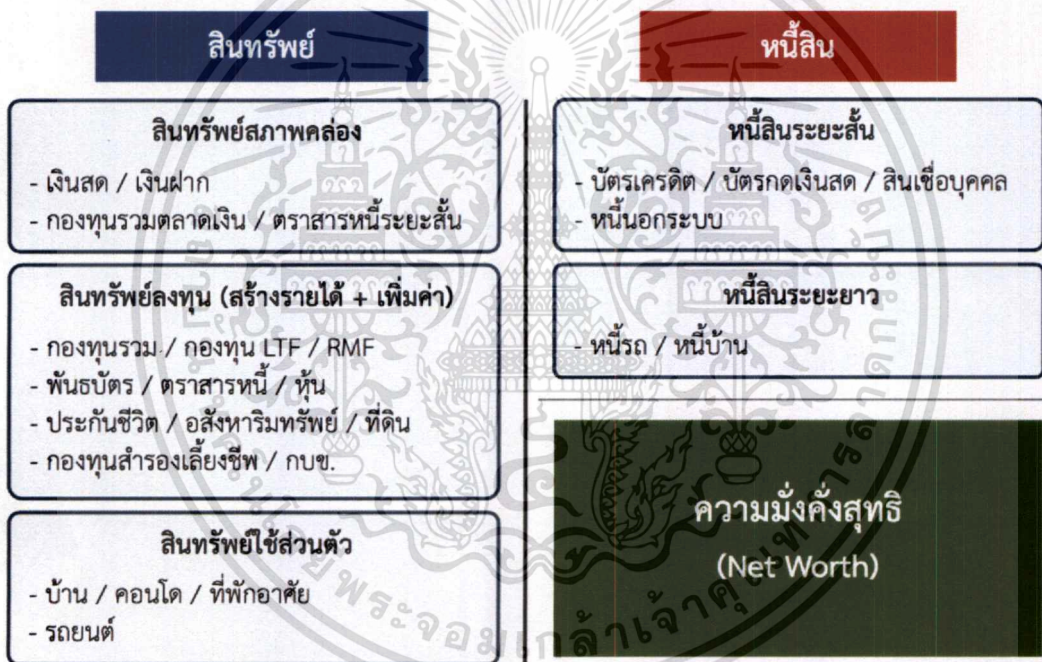 สินทรัพย์
สินทรัพย์สภาพคล่อง
- เงินสด / เงินฝาก
- กองทุนรวมตลาดเงิน / ตราสารหนี้ระยะสั้น
สินทรัพย์ลงทุน (สร้างรายได้ + เพิ่มค่า)
- กองทุนรวม / กองทุน LTF / RMF
- พันธบัตร / ตราสารหนี้ / หุ้น
- ประกันชีวิต / อสังหาริมทรัพย์ / ที่ดิน
- กองทุนสำรองเลี้ยงชีพ / กบข.
สินทรัพย์ใช้ส่วนตัว
- บ้าน / คอนโด / ที่พักอาศัย
- รถยนต์
หนี้สิน
หนี้สินระยะสั้น
- บัตรเครดิต / บัตรกดเงินสด / สินเชื่อบุคคล
- หนี้นอกระบบ
หนี้สินระยะยาว
- หนี้รถ / หนี้บ้าน
ความมั่งคั่งสุทธิ
(Net Worth)